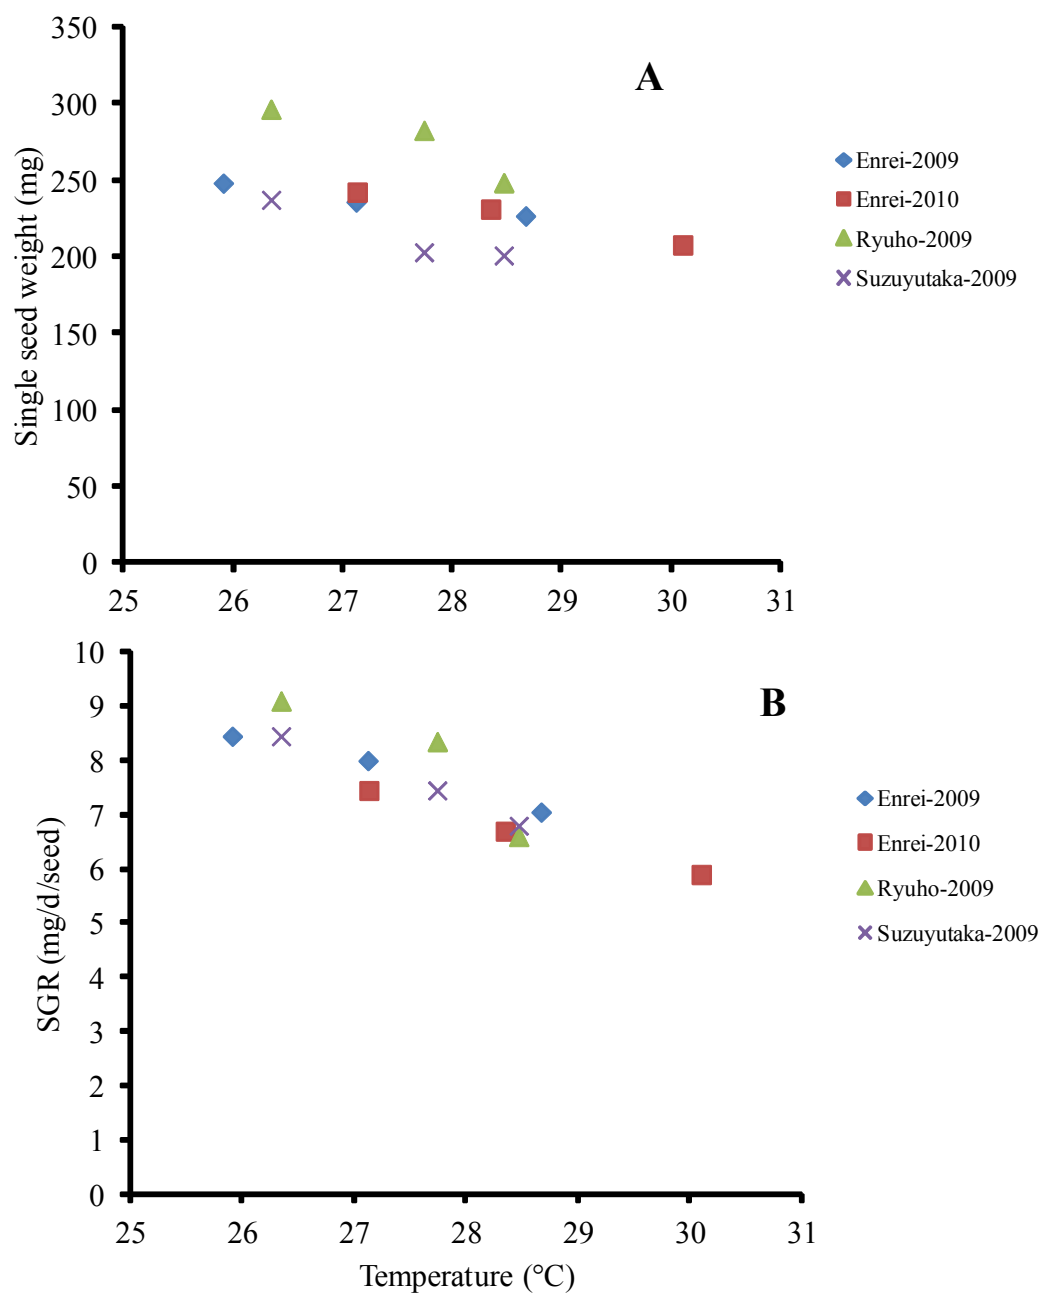 A
Single seed weight (mg)
350
300
250
200
150
100
50
0
25 26 27 28 29 30 31
Enrei-2009
Enrei-2010
Ryuho-2009
Suzuyutaka-2009
B
SGR (mg/d/seed)
10
9
8
7
6
5
4
3
2
1
0
25 26 27 28 29 30 31
Temperature (°C)
Enrei-2009
Enrei-2010
Ryuho-2009
Suzuyutaka-2009